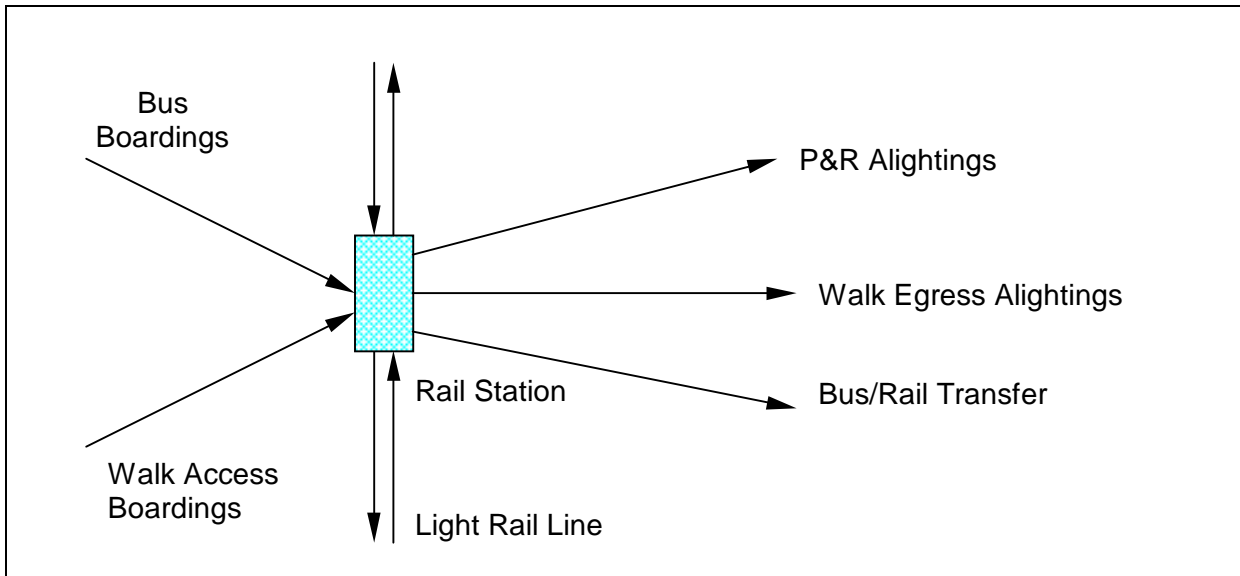 Bus
Boardings
P&R Alightings
Walk Egress Alightings
Rail Station
Bus/Rail Transfer
Walk Access
Boardings
Light Rail Line